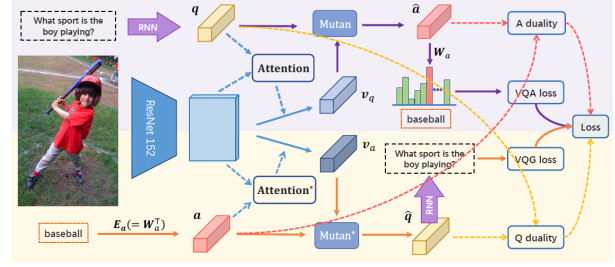 What sport is the
boy playing?
RNN
q
Mutan
â
A duality
Attention
W_a
ResNet 152
v_q
VQA loss
baseball
Loss
v_a
What sport is the
boy playing?
VQG loss
Attention*
RNN
baseball
E_a(= W_a^T)
a
Mutan*
q̂
Q duality